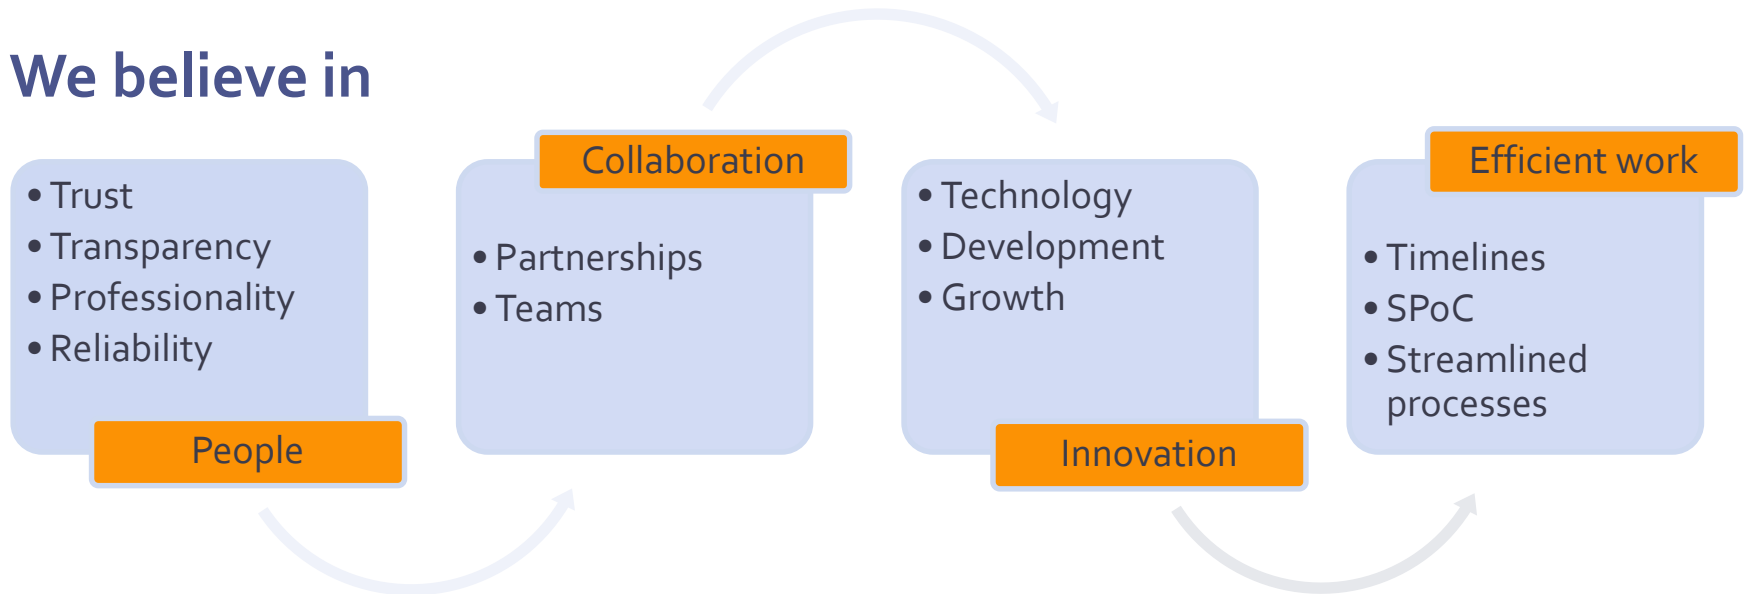 We believe in
• Trust
• Transparency
• Professionality
• Reliability
People
Collaboration
• Partnerships
• Teams
• Technology
• Development
• Growth
Innovation
Efficient work
• Timelines
• SPoC
• Streamlined
processes